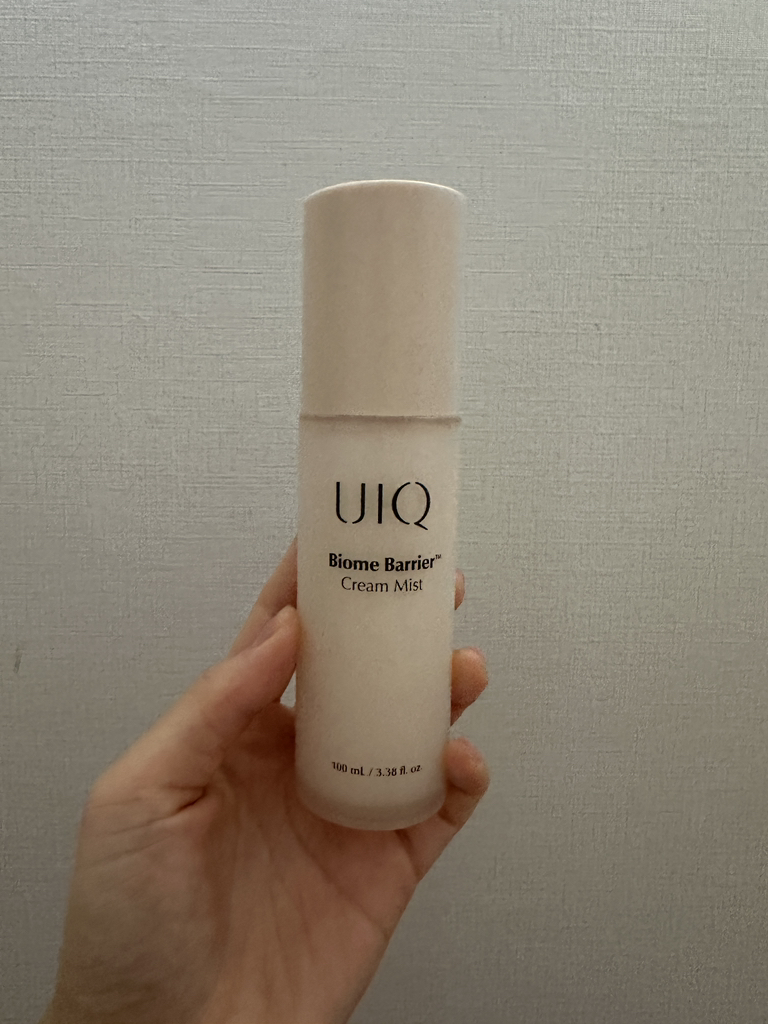 UIQ
Biome Barrier™
Cream Mist
100 mL / 3.38 fl. oz.